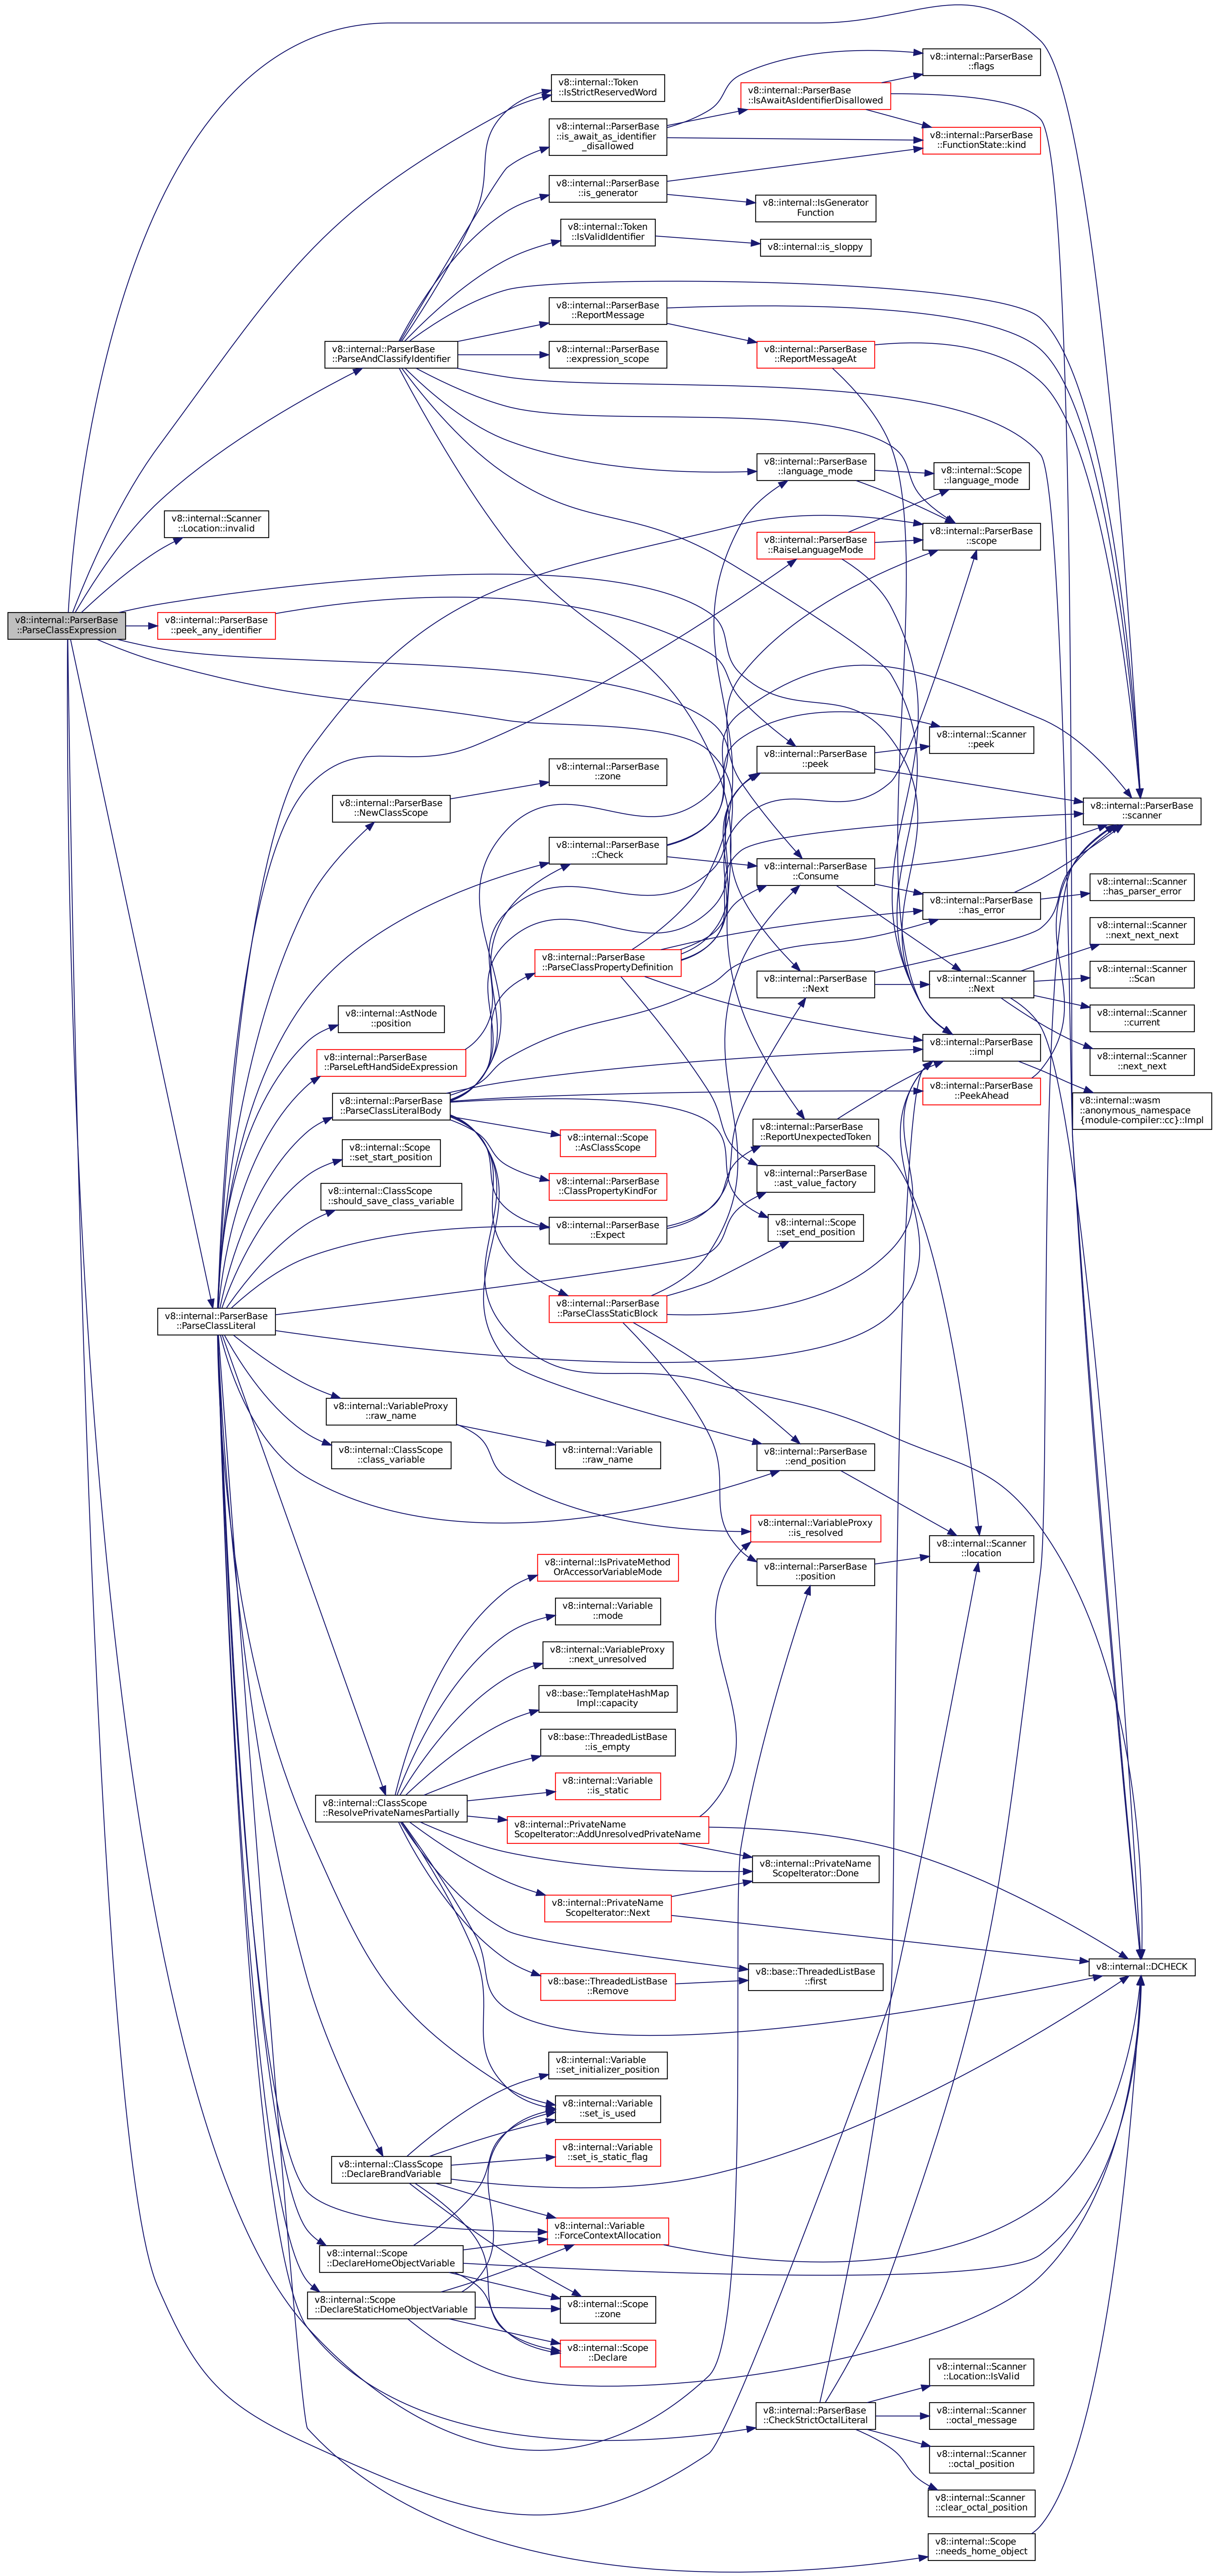 v8::internal::ParserBase
::flags
v8::internal::Token
::IsStrictReservedWord
v8::internal::ParserBase
::IsAwaitAsIdentifierDisallowed
v8::internal::ParserBase
::is_await_as_identifier
_disallowed
v8::internal::ParserBase
::FunctionState::kind
v8::internal::ParserBase
::is_generator
v8::internal::IsGenerator
Function
v8::internal::Token
::IsValidIdentifier
v8::internal::is_sloppy
v8::internal::ParserBase
::ReportMessage
v8::internal::ParserBase
::ParseAndClassifyIdentifier
v8::internal::ParserBase
::expression_scope
v8::internal::ParserBase
::ReportMessageAt
v8::internal::ParserBase
::language_mode
v8::internal::Scope
::language_mode
v8::internal::Scanner
::Location::invalid
v8::internal::ParserBase
::RaiseLanguageMode
v8::internal::ParserBase
::scope
v8::internal::ParserBase
::ParseClassExpression
v8::internal::ParserBase
::peek_any_identifier
v8::internal::Scanner
::peek
v8::internal::ParserBase
::zone
v8::internal::ParserBase
::peek
v8::internal::ParserBase
::NewClassScope
v8::internal::ParserBase
::scanner
v8::internal::ParserBase
::Check
v8::internal::ParserBase
::Consume
v8::internal::Scanner
::has_parser_error
v8::internal::ParserBase
::has_error
v8::internal::Scanner
::next_next_next
v8::internal::ParserBase
::ParseClassPropertyDefinition
v8::internal::Scanner
::Scan
v8::internal::ParserBase
::Next
v8::internal::Scanner
::Next
v8::internal::AstNode
::position
v8::internal::Scanner
::current
v8::internal::ParserBase
::impl
v8::internal::ParserBase
::ParseLeftHandSideExpression
v8::internal::Scanner
::next_next
v8::internal::ParserBase
::PeekAhead
v8::internal::ParserBase
::ParseClassLiteralBody
v8::internal::wasm
::anonymous_namespace
{module-compiler::cc}::Impl
v8::internal::ParserBase
::ReportUnexpectedToken
v8::internal::Scope
::AsClassScope
v8::internal::Scope
::set_start_position
v8::internal::ParserBase
::ast_value_factory
v8::internal::ParserBase
::ClassPropertyKindFor
v8::internal::ClassScope
::should_save_class_variable
v8::internal::ParserBase
::Expect
v8::internal::Scope
::set_end_position
v8::internal::ParserBase
::ParseClassStaticBlock
v8::internal::ParserBase
::ParseClassLiteral
v8::internal::VariableProxy
::raw_name
v8::internal::ClassScope
::class_variable
v8::internal::Variable
::raw_name
v8::internal::ParserBase
::end_position
v8::internal::VariableProxy
::is_resolved
v8::internal::Scanner
::location
v8::internal::IsPrivateMethod
OrAccessorVariableMode
v8::internal::ParserBase
::position
v8::internal::Variable
::mode
v8::internal::VariableProxy
::next_unresolved
v8::base::TemplateHashMap
Impl::capacity
v8::base::ThreadedListBase
::is_empty
v8::internal::Variable
::is_static
v8::internal::ClassScope
::ResolvePrivateNamesPartially
v8::internal::PrivateName
ScopeIterator::AddUnresolvedPrivateName
v8::internal::PrivateName
ScopeIterator::Done
v8::internal::PrivateName
ScopeIterator::Next
v8::internal::DCHECK
v8::base::ThreadedListBase
::Remove
v8::base::ThreadedListBase
::first
v8::internal::Variable
::set_initializer_position
v8::internal::Variable
::set_is_used
v8::internal::Variable
::set_is_static_flag
v8::internal::ClassScope
::DeclareBrandVariable
v8::internal::Variable
::ForceContextAllocation
v8::internal::Scope
::DeclareHomeObjectVariable
v8::internal::Scope
::DeclareStaticHomeObjectVariable
v8::internal::Scope
::zone
v8::internal::Scope
::Declare
v8::internal::Scanner
::Location::IsValid
v8::internal::ParserBase
::CheckStrictOctalLiteral
v8::internal::Scanner
::octal_message
v8::internal::Scanner
::octal_position
v8::internal::Scanner
::clear_octal_position
v8::internal::Scope
::needs_home_object